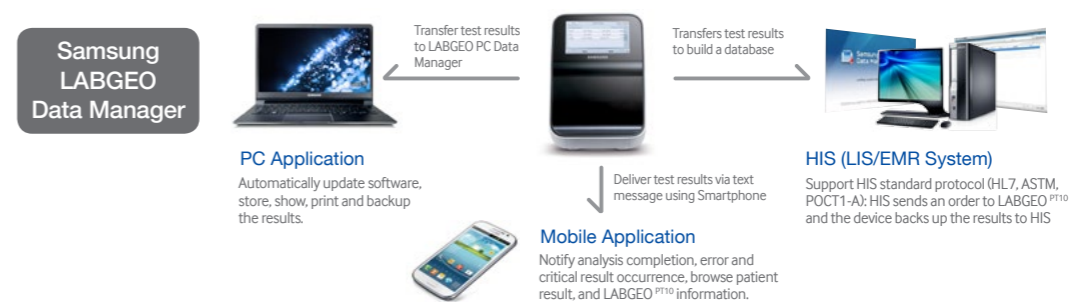 Samsung
LABGEO
Data Manager
Transfer test results
to LABGEO PC Data
Manager
Transfers test results
to build a database
PC Application
Automatically update software,
store, show, print and backup
the results.
Deliver test results via text
message using Smartphone
Mobile Application
Notify analysis completion, error and
critical result occurrence, browse patient
result, and LABGEO PT10 information.
HIS (LIS/EMR System)
Support HIS standard protocol (HL7, ASTM,
POCT1-A): HIS sends an order to LABGEO PT10
and the device backs up the results to HIS